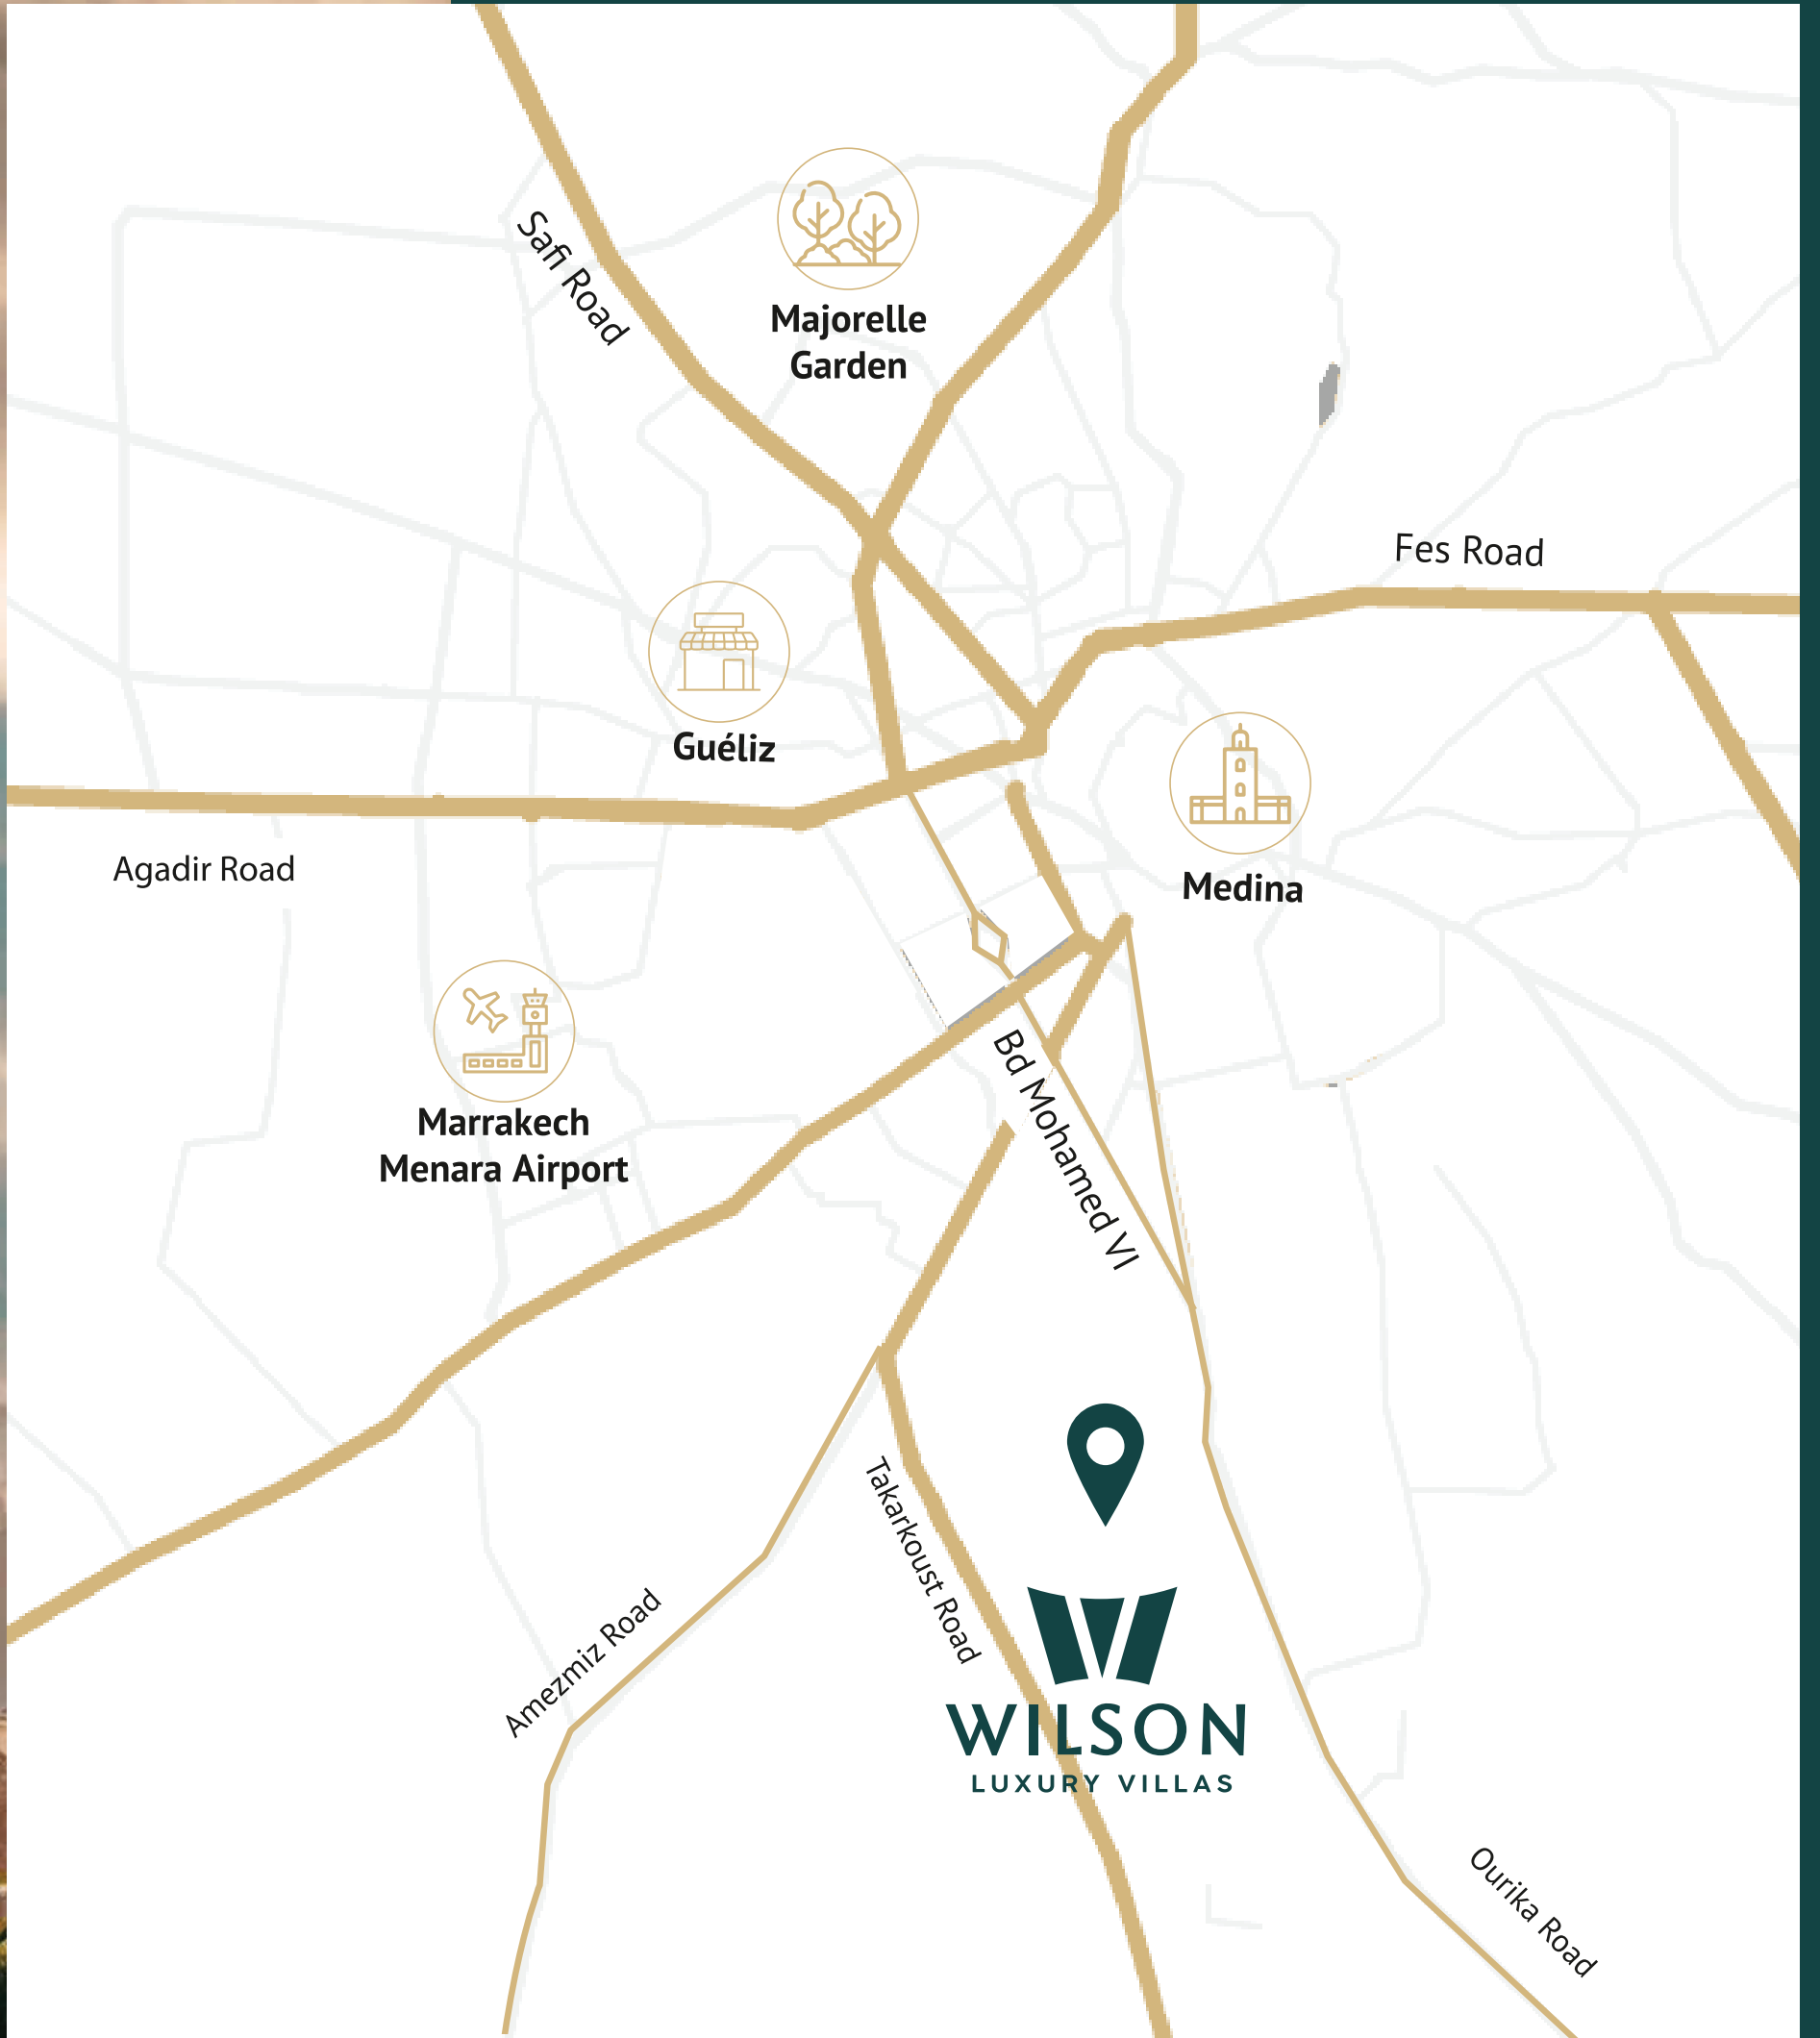 Safi Road
Majorelle
Garden
Fes Road
Guéliz
Agadir Road
Medina
Marrakech
Menara Airport
Bd Mohamed VI
Takarkoust Road
Amezmiz Road
WILSON
LUXURY VILLAS
Ourika Road